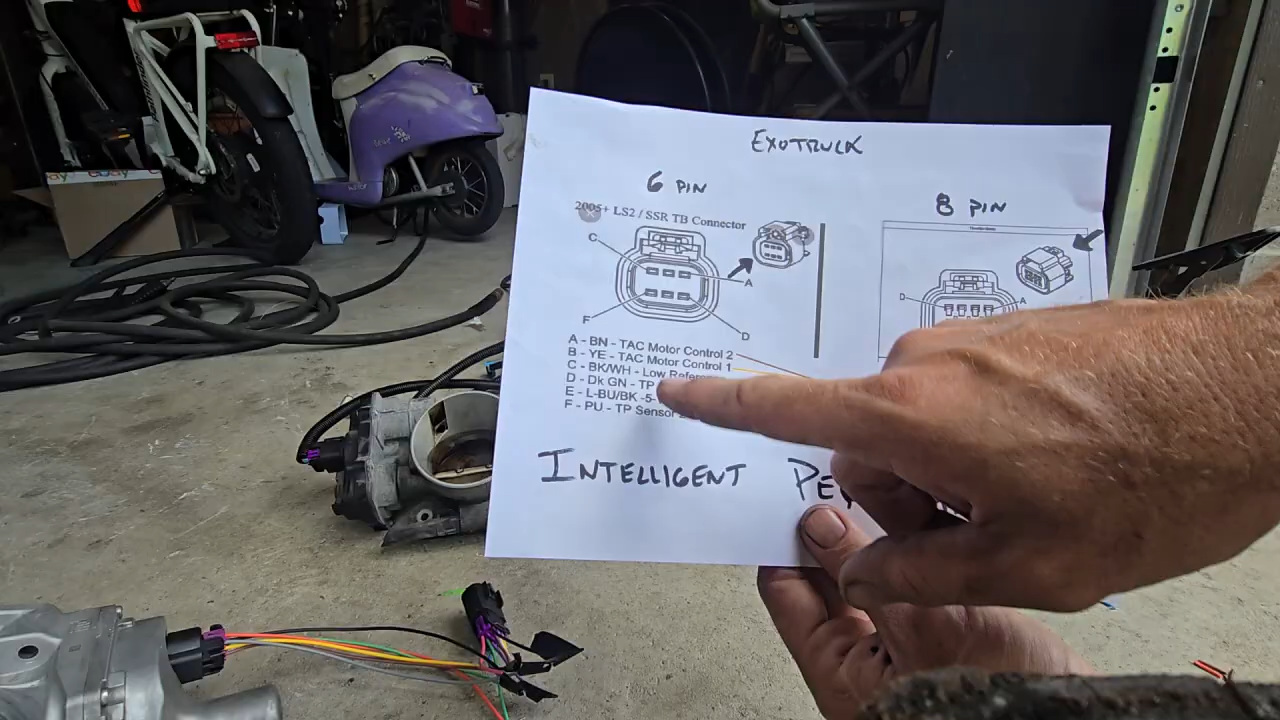 EXOTRUCK
6 PIN
8 PIN
2005+ LS2 / SSR TB Connector
C
A
F
D
D
A
A - BN - TAC Motor Control 2
B - YE - TAC Motor Control 1
C - BK/WH - Low
D - Dk GN - TP
E - L-BU/BK -5-
F - PU - TP Sensor
INTELLIGENT
ebay